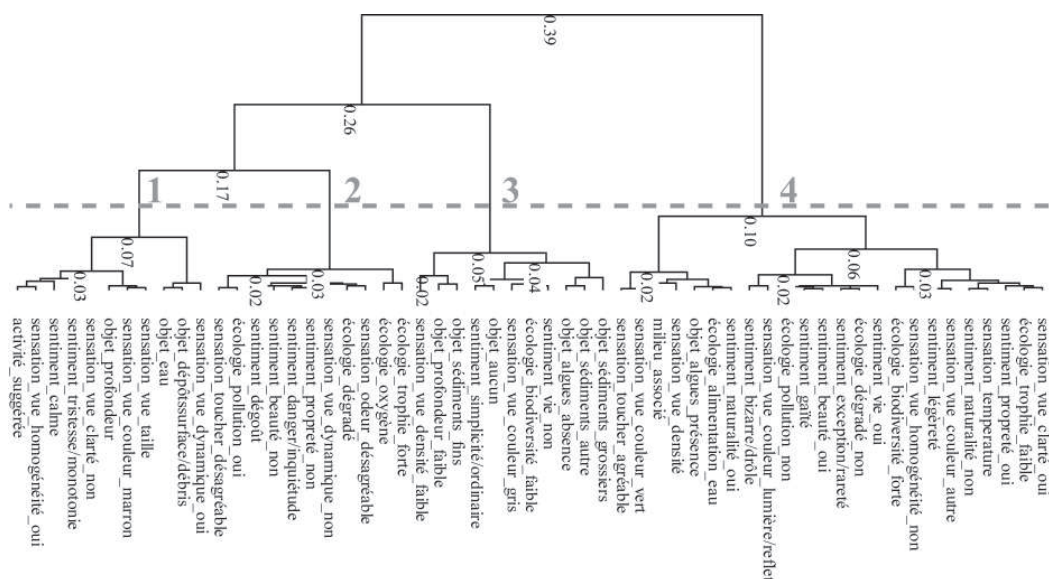 0.39
0.26
0.17
1
2
3
4
0.07
0.10
0.06
0.03
0.02
0.03
0.02
0.05
0.04
0.02
0.02
0.03
activité_suggérée
sensation_vue_homogénéité_oui
sentiment_calme
sentiment_tristesse/monotonie
sensation_vue_clarté_non
objet_profondeur
sensation_vue_couleur_marron
sensation_vue_taille
objet_eau
objet_dépôtssurface/débris
sensation_vue_dynamique_oui
sensation_toucher_désagréable
écologie_pollution_oui
sentiment_dégoût
sentiment_beauté_non
sentiment_danger/inquiétude
sentiment_propreté_non
sensation_vue_dynamique_non
écologie_dégradé
sensation_odeur_désagréable
écologie_oxygène
écologie_trophie_forte
sensation_vue_densité_faible
objet_profondeur_faible
objet_sédiments_fins
sentiment_simplicité/ordinaire
objet_aucun
sensation_vue_couleur_gris
écologie_biodiversité_faible
sentiment_vie_non
objet_algues_absence
objet_sédiments_autre
objet_sédiments_grossiers
sensation_toucher_agréable
sensation_vue_couleur_vert
milieu_associé
sensation_vue_densité
objet_algues_présence
écologie_alimentation_eau
sentiment_naturalité_oui
sentiment_bizarre/drôle
sensation_vue_couleur_lumière/reflet
écologie_pollution_non
sentiment_gaîté
sentiment_beauté_oui
sentiment_exception/rareté
écologie_dégradé_non
sentiment_vie_oui
écologie_biodiversité_forte
sensation_vue_homogénéité_non
sentiment_légèreté
sensation_vue_couleur_autre
sentiment_naturalité_non
sensation_temperature
sentiment_propreté_oui
écologie_trophie_faible
sensation_vue_clarté_oui